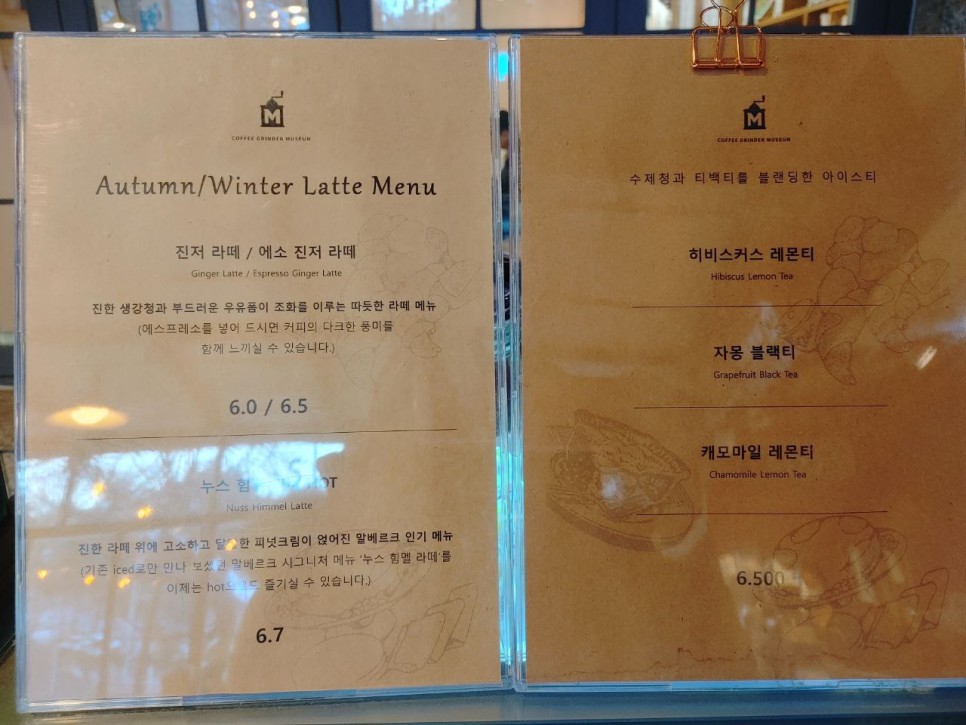 M
COFFEE GRINDER MUSEUM
Autumn/Winter Latte Menu
진저 라떼 / 에소 진저 라떼
Ginger Latte / Espresso Ginger Latte
진한 생강청과 부드러운 우유폼이 조화를 이루는 따듯한 라떼 메뉴
(에스프레소를 넣어 드시면 커피의 다크한 풍미를
함께 느끼실 수 있습니다.)
6.0 / 6.5
누스 힘
Nuss Himmel Latte
진한 라떼 위에 고소하고 피넛크림이 얹어진 말베르크 인기 메뉴
(기존 iced로만 만나 보셨던 말베르크 시그니처 메뉴 '누스 힘멜 라떼'를
이제는 즐기실 수 있습니다.)
6.7
M
COFFEE GRINDER MUSEUM
수제청과 티백티를 블랜딩한 아이스티
히비스커스 레몬티
Hibiscus Lemon Tea
자몽 블랙티
Grapefruit Black Tea
캐모마일 레몬티
Chamomile Lemon Tea
6.500